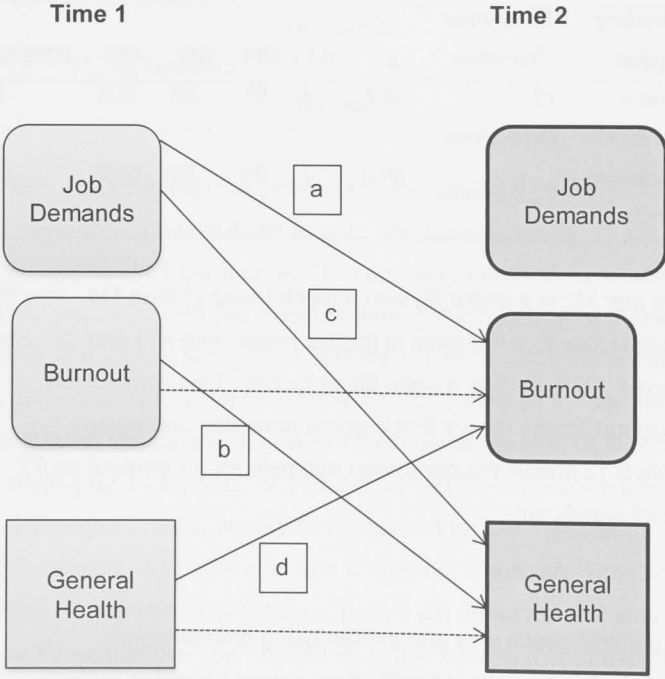 Time 1 Time 2
Job
Demands
a
Job
Demands
c
Burnout
Burnout
b
d
General
Health
General
Health